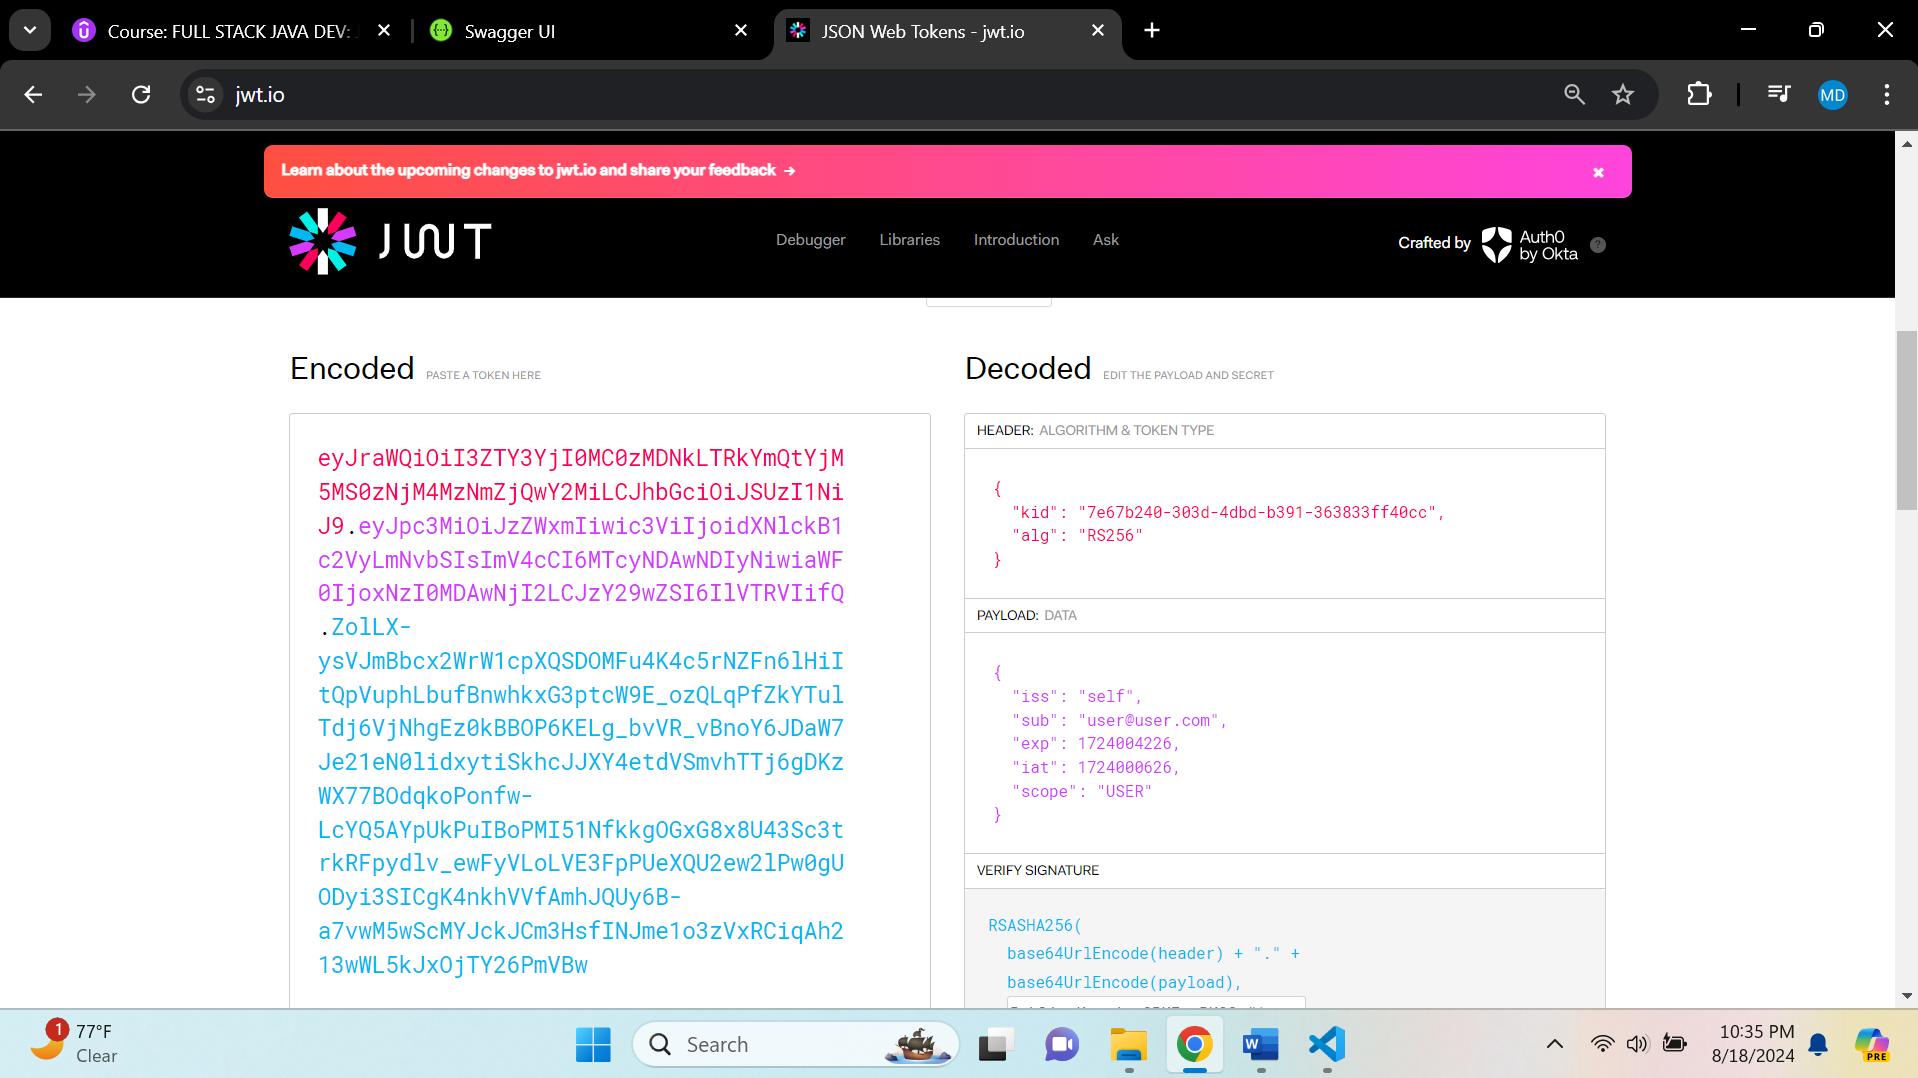 Course: FULL STACK JAVA DEV:
Swagger UI
JSON Web Tokens - jwt.io
jwt.io
MD
Learn about the upcoming changes to jwt.io and share your feedback →
JWT
Debugger
Libraries
Introduction
Ask
Crafted by
Auth0
by Okta
?
Encoded PASTE A TOKEN HERE
eyJraWQiOiI3ZTY3YjI0MC0zMDNkLTRkYmQtYjM
5MS0zNjM4MzNmZjQwY2MiLCJhbGciOiJSUzI1Ni
J9.eyJpc3MiOiJzZWxmIiwic3ViIjoidXNlckB1
c2VyLmNvbSIsImV4cCI6MTcyNDAwNDIyNiwiaWF
0IjoxNzI0MDAwNjI2LCJzY29wZSI6IlVTRVIifQ
.ZolLX-
ysVJmBbcx2WrW1cpXQSDOMFu4K4c5rNZFn6lHiI
tQpVuphLbufBnwhkxG3ptcW9E_ozQLqPfZkYTul
Tdj6VjNhgEz0kBBOP6KELg_bvVR_vBnoY6JDaW7
Je21eN0lidxytiSkhcJJXY4etdVSmvhTTj6gDKz
WX77BOdqkoPonfw-
LcYQ5AYpUkPuIBoPMI51NfkkgOGxG8x8U43Sc3t
rkRFpydlv_ewFyVLoLVE3FpPUeXQU2ew2lPw0gU
ODyi3SICgK4nkhVVfAmhJQUy6B-
a7vwM5wScMYJckJCm3HsfINJme1o3zVxRCiqAh2
13wWL5kJxOjTY26PmVBw
Decoded EDIT THE PAYLOAD AND SECRET
HEADER: ALGORITHM & TOKEN TYPE
{
"kid": "7e67b240-303d-4dbd-b391-363833ff40cc",
"alg": "RS256"
}
PAYLOAD: DATA
{
"iss": "self",
"sub": "user@user.com",
"exp": 1724004226,
"iat": 1724000626,
"scope": "USER"
}
VERIFY SIGNATURE
RSASHA256(
base64UrlEncode(header) + "." +
base64UrlEncode(payload),
1
77°F
Clear
Search
W
PRE
10:35 PM
8/18/2024